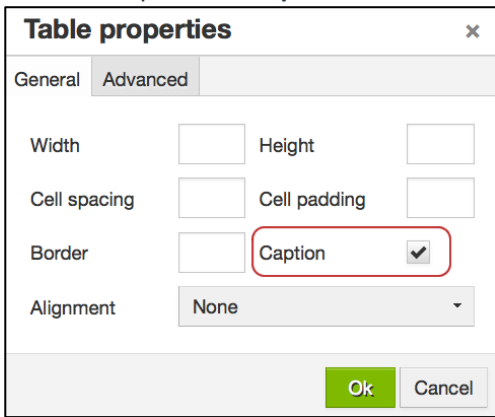 Table properties ×
General Advanced
Width Height
Cell spacing Cell padding
Border Caption
Alignment None
Ok Cancel